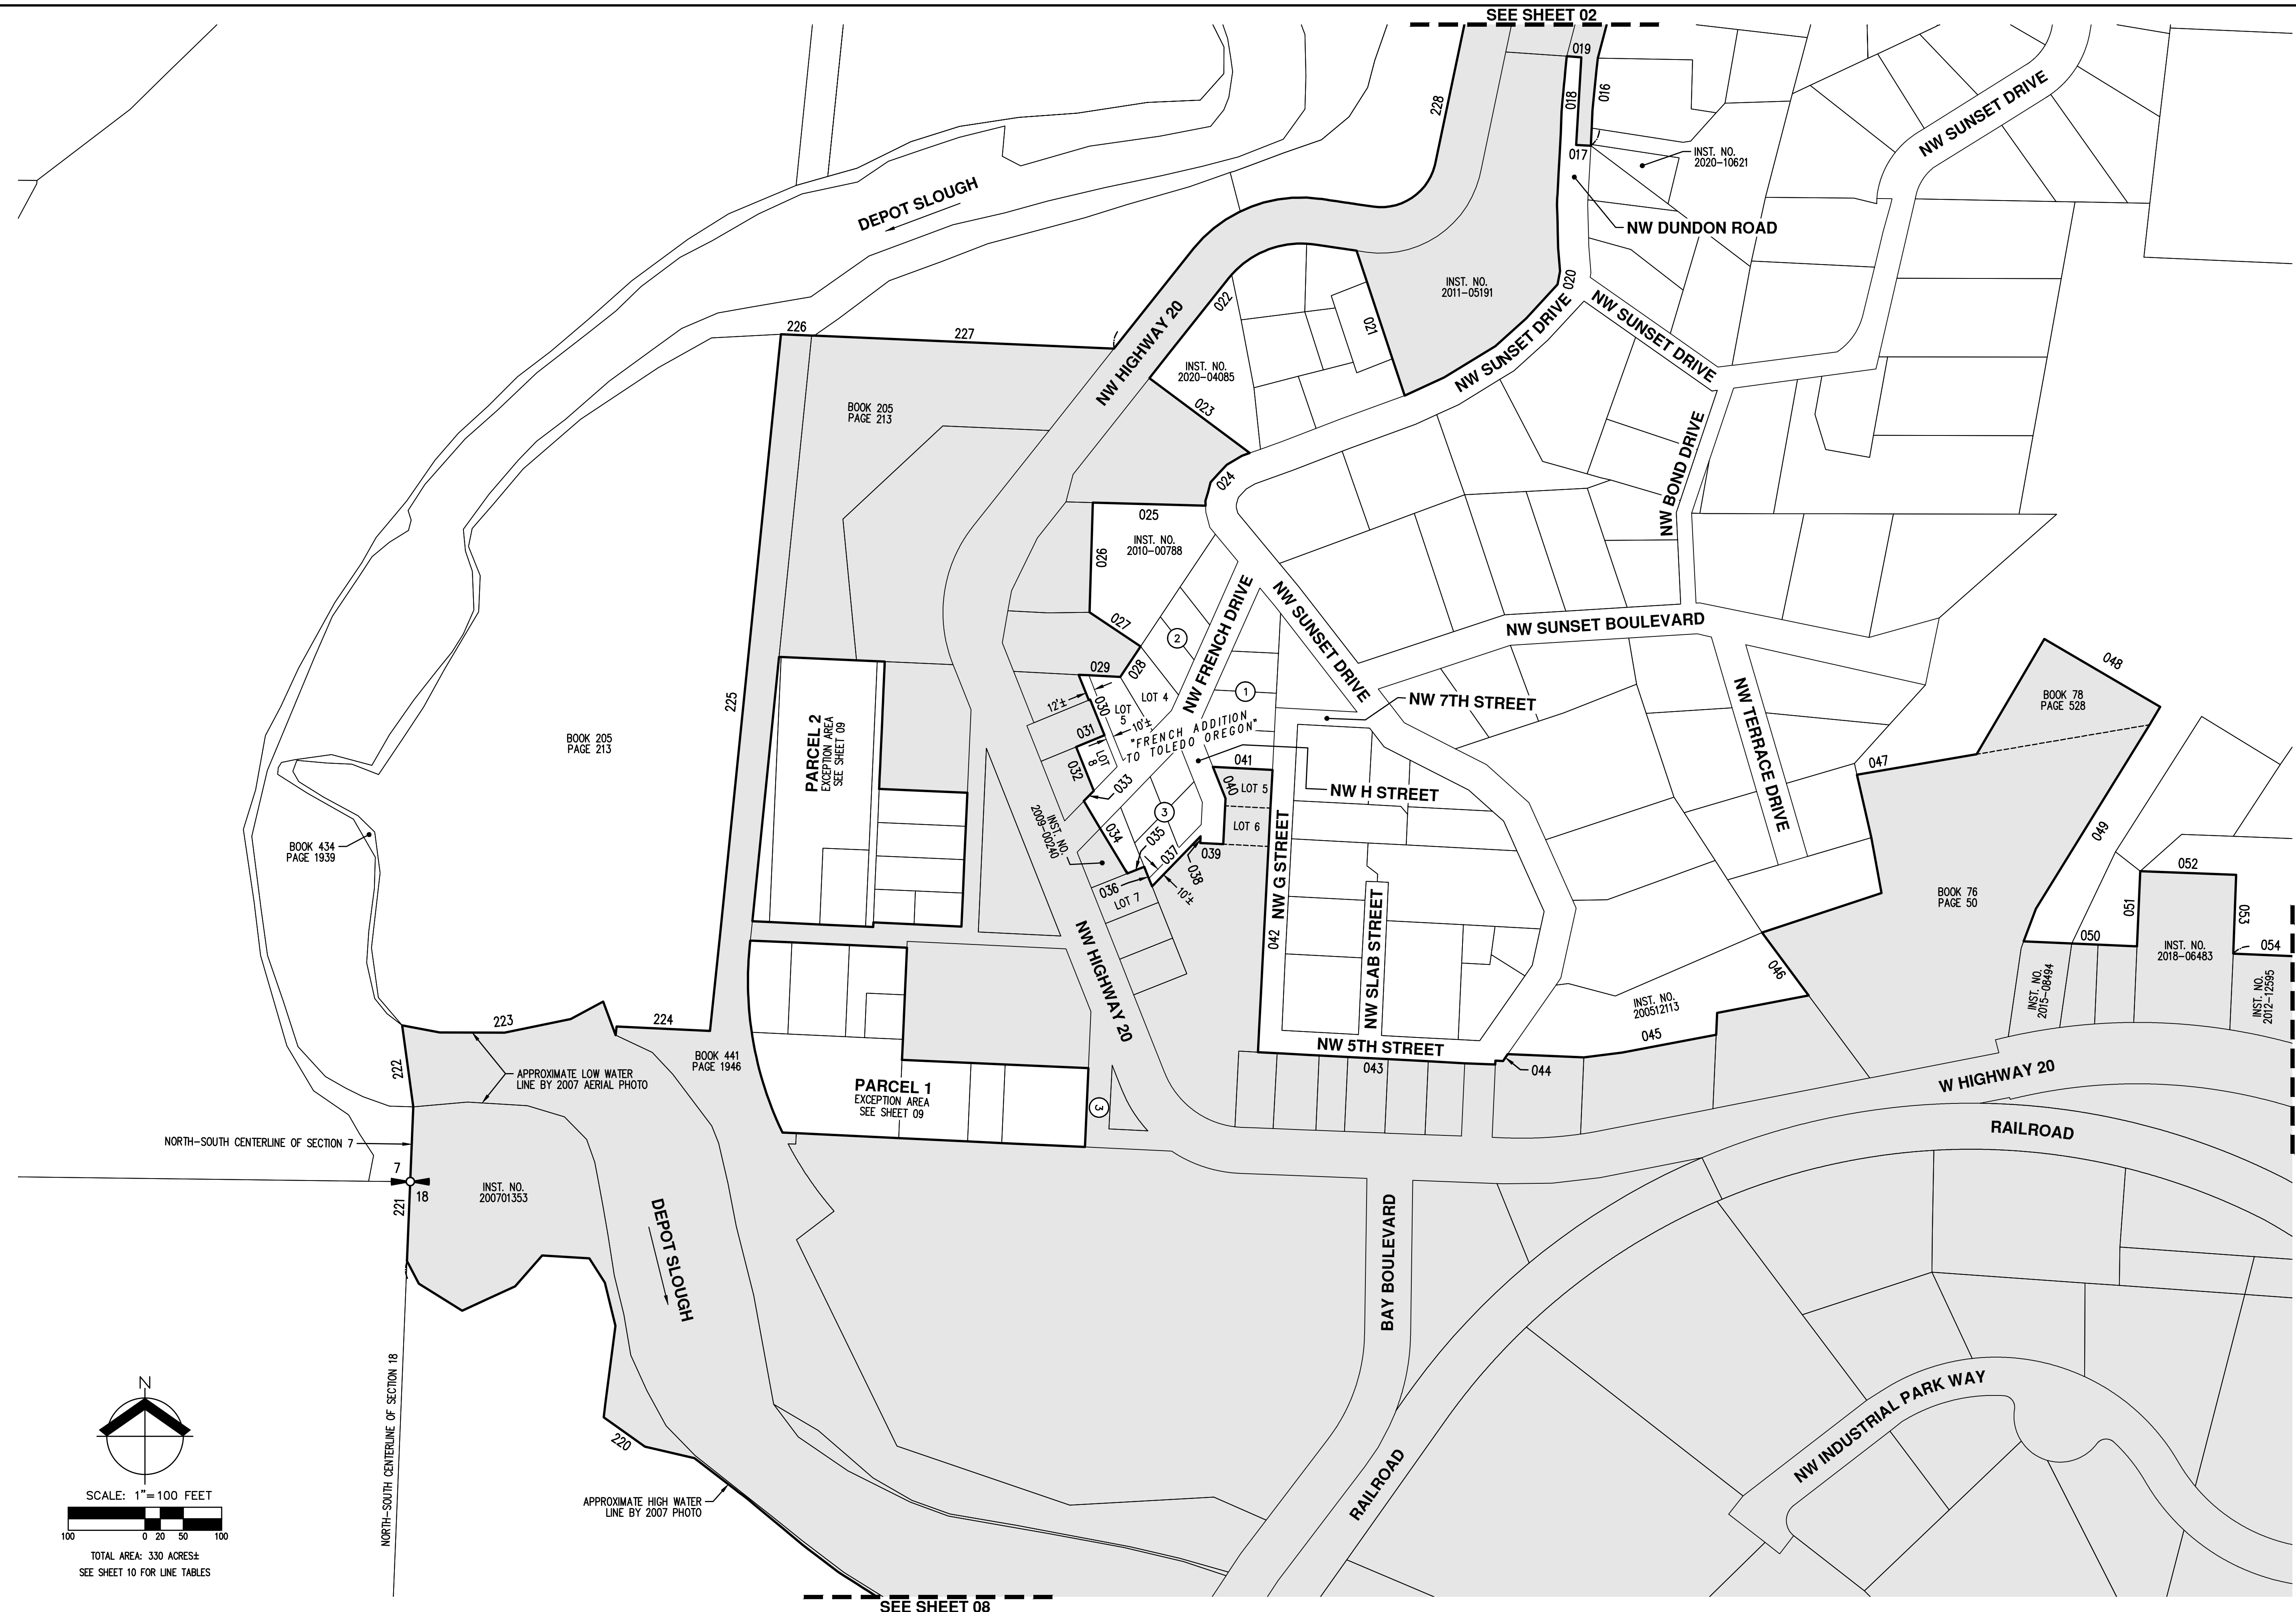 SEE SHEET 02
019
018
016
228
017
INST. NO.
2020-10621
NW SUNSET DRIVE
DEPOT SLOUGH
NW DUNDON ROAD
020
INST. NO.
2011-05191
022
021
NW HIGHWAY 20
NW SUNSET DRIVE
NW SUNSET DRIVE
226
227
INST. NO.
2020-04085
023
BOOK 205
PAGE 213
024
NW BOND DRIVE
025
INST. NO.
2010-00788
026
027
028
029
2
NW FRENCH DRIVE
NW SUNSET DRIVE
NW SUNSET BOULEVARD
048
BOOK 78
PAGE 528
225
12'±
030
LOT 4
LOT
5
10'±
1
NW 7TH STREET
NW TERRACE DRIVE
"FRENCH ADDITION
TO TOLEDO OREGON"
031
LOT
8
032
033
041
040
LOT 5
NW H STREET
047
BOOK 205
PAGE 213
PARCEL 2
EXCEPTION AREA
SEE SHEET 09
INST. NO.
2009-00240
034
3
035
037
LOT 6
039
038
036
10'±
LOT 7
049
052
BOOK 434
PAGE 1939
BOOK 76
PAGE 50
051
053
050
INST. NO.
2018-06483
054
042
NW G STREET
NW SLAB STREET
046
INST. NO.
2015-08494
INST. NO.
2012-12595
NW HIGHWAY 20
INST. NO.
200512113
045
223
224
222
APPROXIMATE LOW WATER
LINE BY 2007 AERIAL PHOTO
BOOK 441
PAGE 1946
NW 5TH STREET
043
044
PARCEL 1
EXCEPTION AREA
SEE SHEET 09
3
W HIGHWAY 20
RAILROAD
NORTH-SOUTH CENTERLINE OF SECTION 7
7
18
221
INST. NO.
200701353
DEPOT SLOUGH
BAY BOULEVARD
NORTH-SOUTH CENTERLINE OF SECTION 18
N
SCALE: 1"=100 FEET
100 0 20 50 100
TOTAL AREA: 330 ACRES±
SEE SHEET 10 FOR LINE TABLES
220
APPROXIMATE HIGH WATER
LINE BY 2007 PHOTO
RAILROAD
NW INDUSTRIAL PARK WAY
SEE SHEET 08